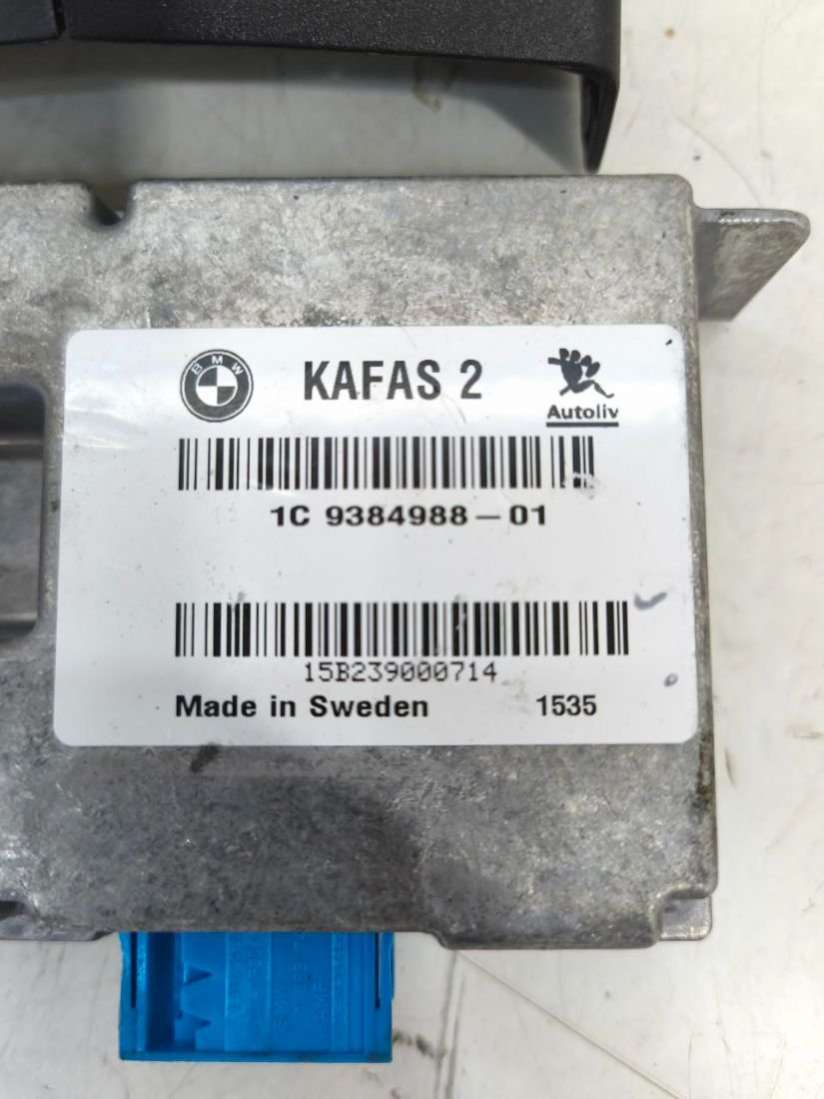 BMW
KAFAS 2
Autoliv
1C 9384988-01
15B239000714
Made in Sweden 1535